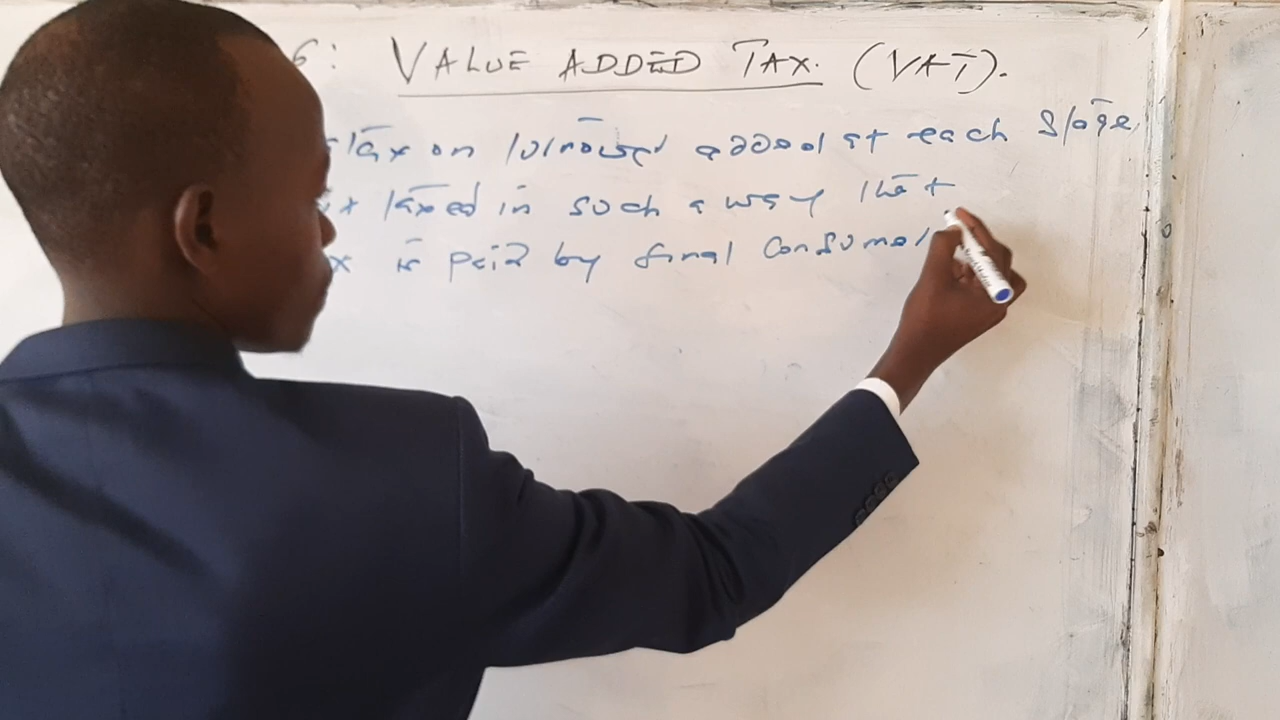 6: VALUE ADDED TAX. (VAT).
tax on added at each stage
taxed in such a way that
x is paid by final consumer